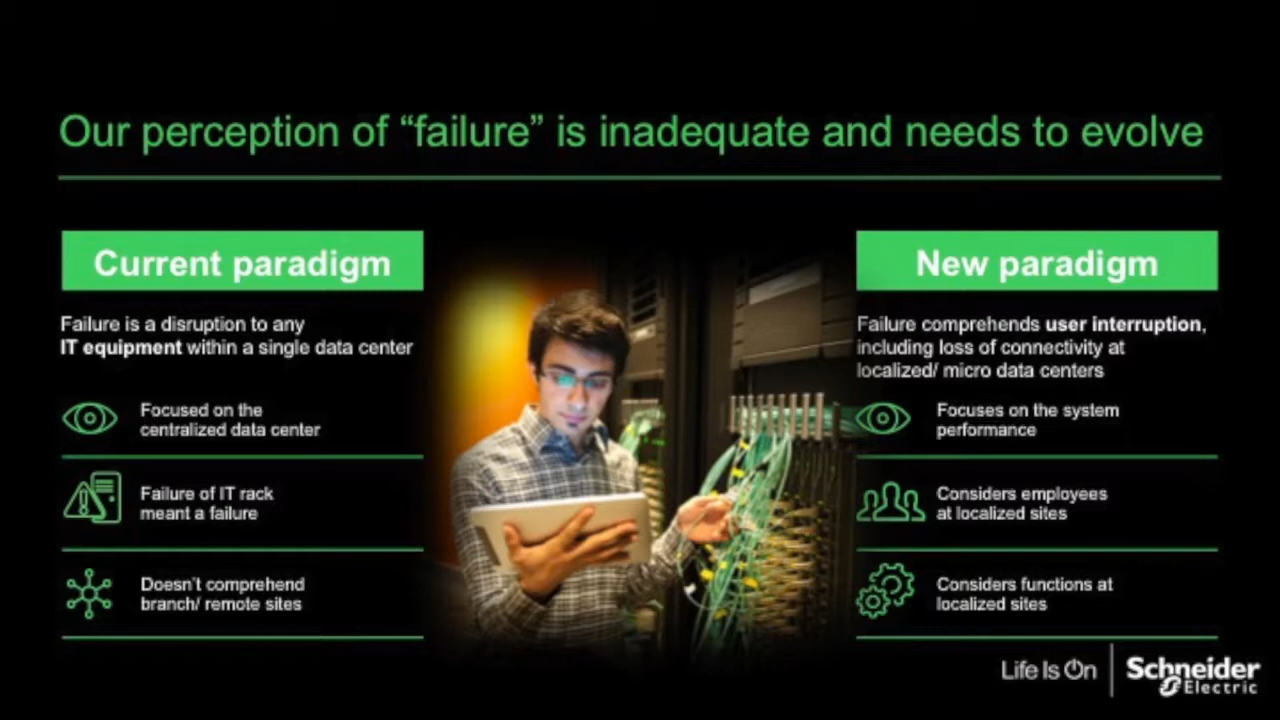 Our perception of “failure” is inadequate and needs to evolve
Current paradigm
Failure is a disruption to any
IT equipment within a single data center
Focused on the
centralized data center
Failure of IT rack
meant a failure
Doesn’t comprehend
branch/ remote sites
New paradigm
Failure comprehends user interruption,
including loss of connectivity at
localized/ micro data centers
Focuses on the system
performance
Considers employees
at localized sites
Considers functions at
localized sites
Life Is On
Schneider
Electric